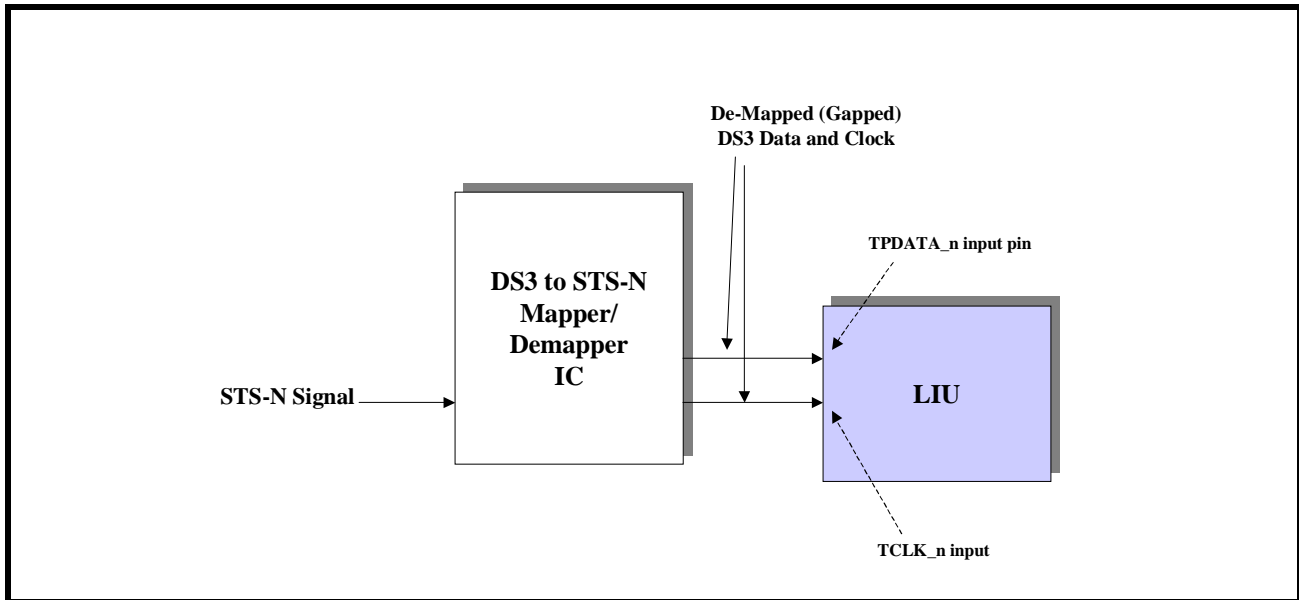 De-Mapped (Gapped)
DS3 Data and Clock
TPDATA_n input pin
DS3 to STS-N
Mapper/
Demapper
IC
STS-N Signal
LIU
TCLK_n input